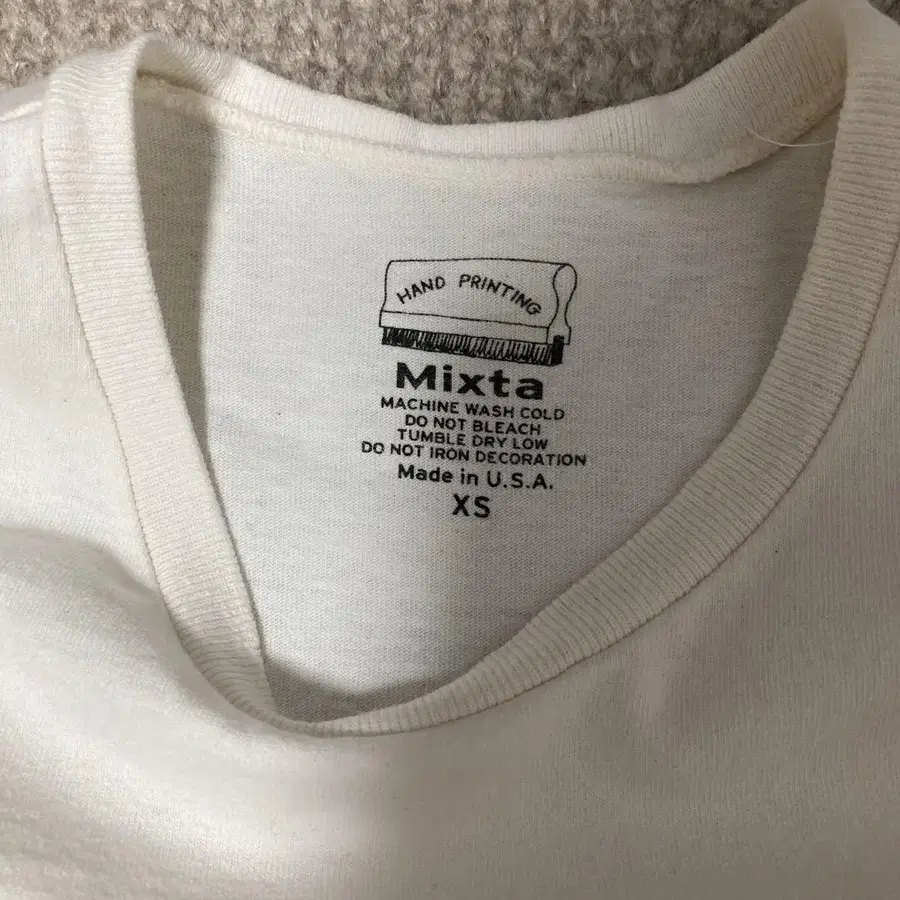 HAND PRINTING
Mixta
MACHINE WASH COLD
DO NOT BLEACH
TUMBLE DRY LOW
DO NOT IRON DECORATION
Made in U.S.A.
XS